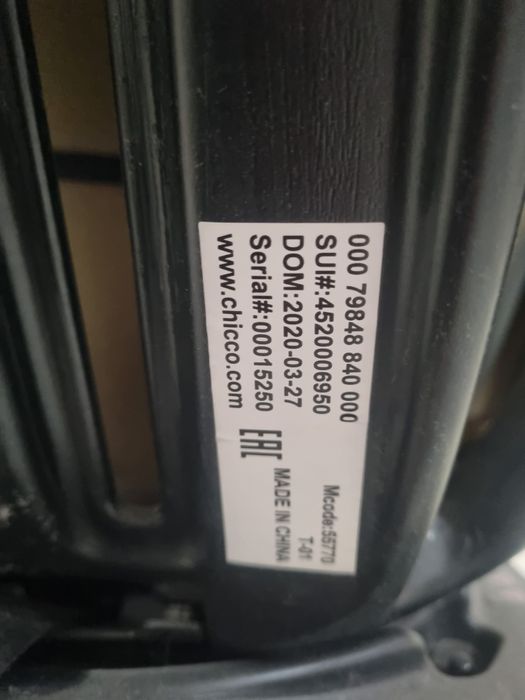 000 79848 840 000
SUI#:4520006950
DOM:2020-03-27
Serial#:00015250
www.chicco.com
EAC
Mcode:55770
T-01
MADE IN CHINA